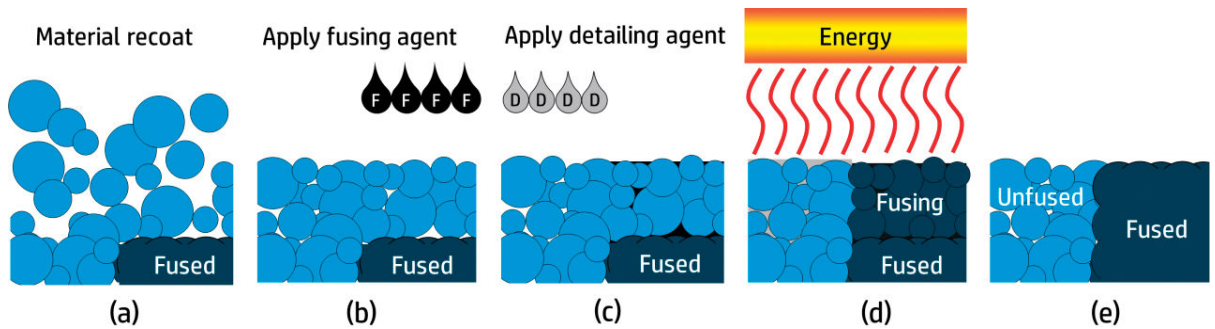 Material recoat
Apply fusing agent
Apply detailing agent
Energy
F F F F
D D D D
Fused
Fused
Fused
Fusing
Fused
Unfused
Fused
(a)
(b)
(c)
(d)
(e)